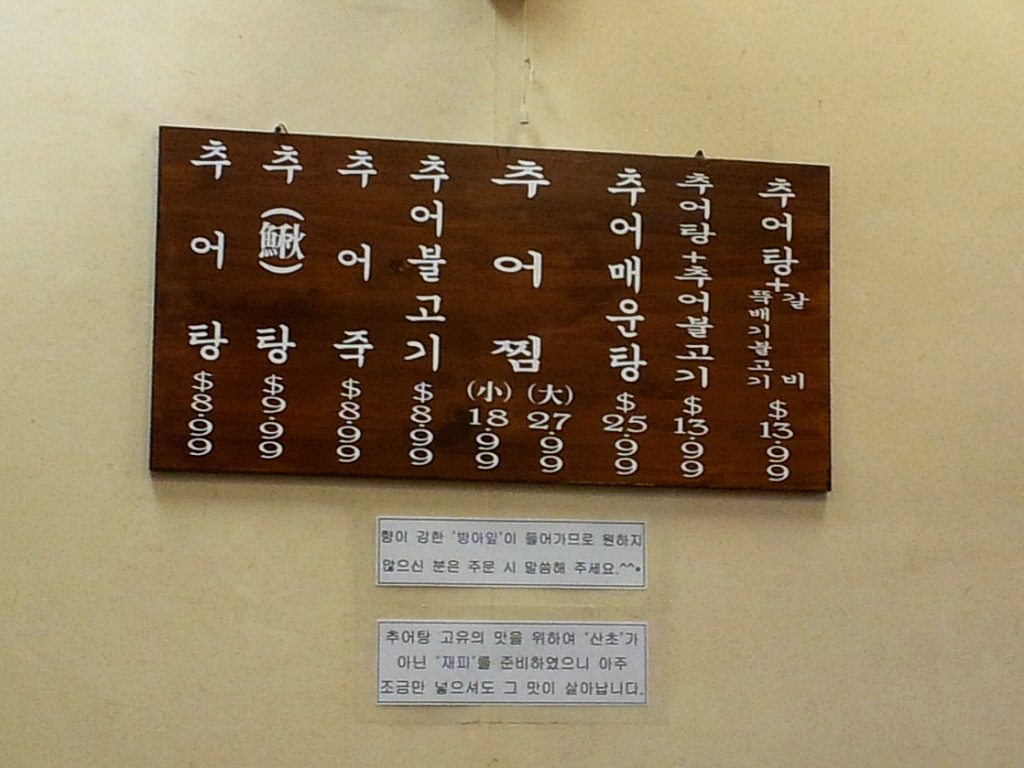 추어탕 $8.99
추(鰍)탕 $9.99
추어죽 $8.99
추어불고기 $8.99
추어찜 (小) 18.99 (大) 27.99
추어매운탕 $25.99
추어탕+추어불고기 $13.99
추어탕+뚝배기불고기 갈비 $13.99
향이 강한 '방아잎'이 들어가므로 원하지
않으신 분은 주문 시 말씀해 주세요.^^*
추어탕 고유의 맛을 위하여 '산초'가
아닌 '재피'를 준비하였으니 아주
조금만 넣으셔도 그 맛이 살아납니다.